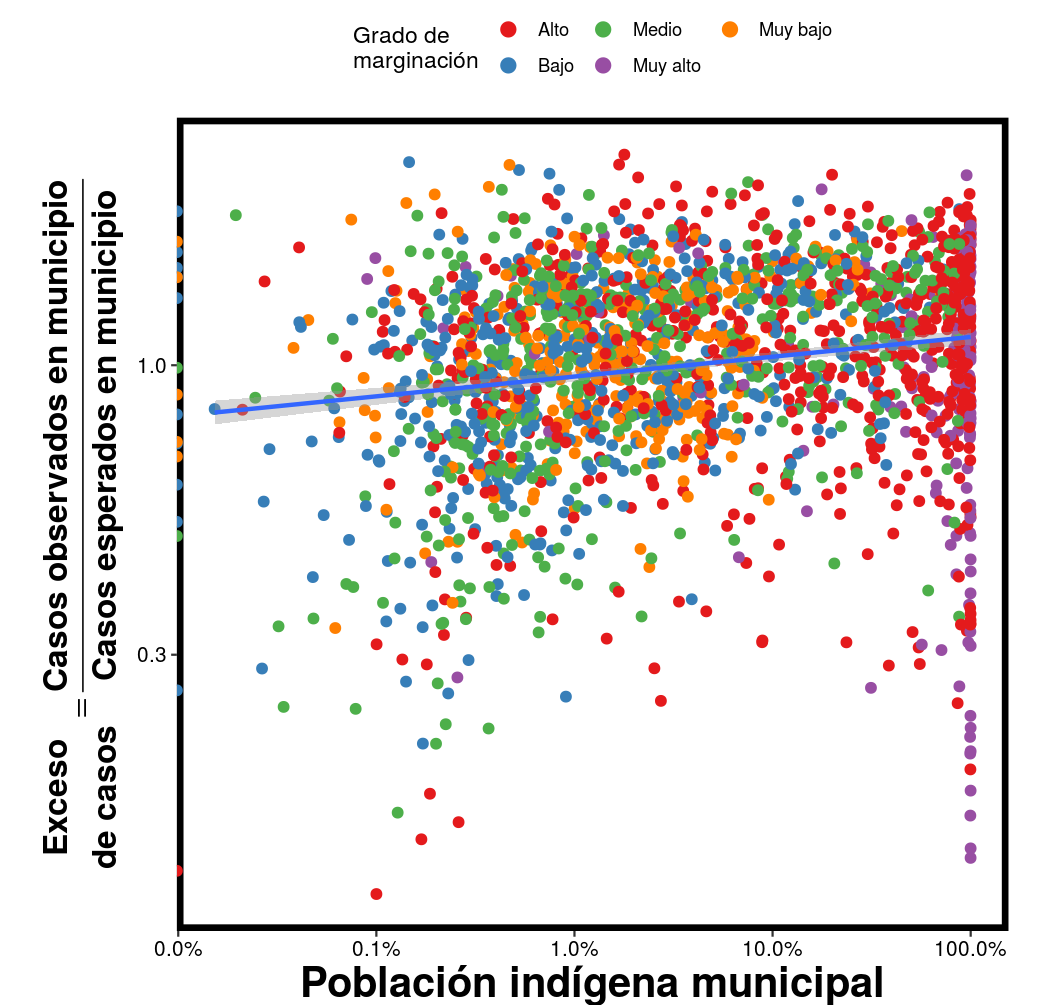 Grado de
marginación
Alto
Medio
Muy bajo
Bajo
Muy alto
Exceso
de casos
=
Casos observados en municipio
Casos esperados en municipio
1.0
0.3
0.0%
0.1%
1.0%
10.0%
100.0%
Población indígena municipal